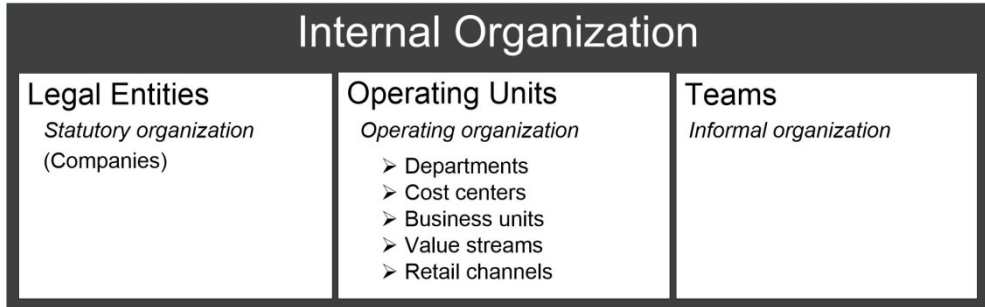 Internal Organization
Legal Entities
Statutory organization
(Companies)
Operating Units
Operating organization
➢ Departments
➢ Cost centers
➢ Business units
➢ Value streams
➢ Retail channels
Teams
Informal organization